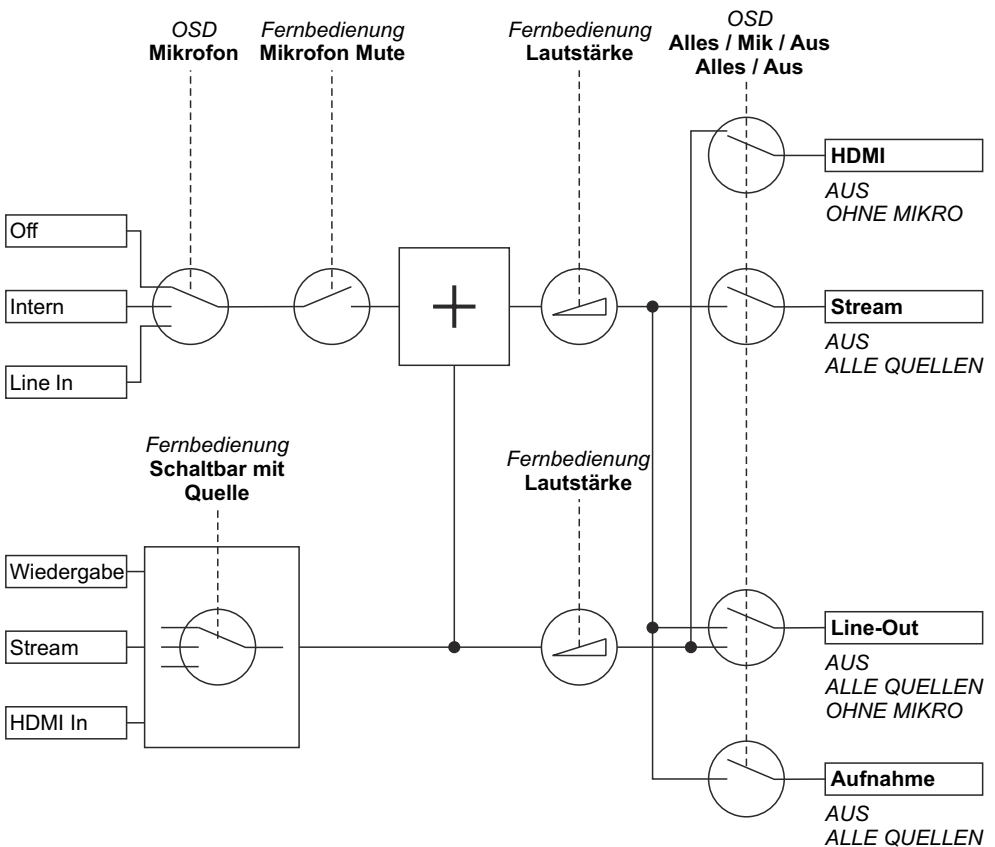 OSD
Mikrofon
Fernbedienung
Mikrofon Mute
Fernbedienung
Lautstärke
OSD
Alles / Mik / Aus
Alles / Aus
HDMI
AUS
OHNE MIKRO
Off
Intern
Line In
+
Stream
AUS
ALLE QUELLEN
Fernbedienung
Schaltbar mit
Quelle
Fernbedienung
Lautstärke
Wiedergabe
Stream
HDMI In
Line-Out
AUS
ALLE QUELLEN
OHNE MIKRO
Aufnahme
AUS
ALLE QUELLEN